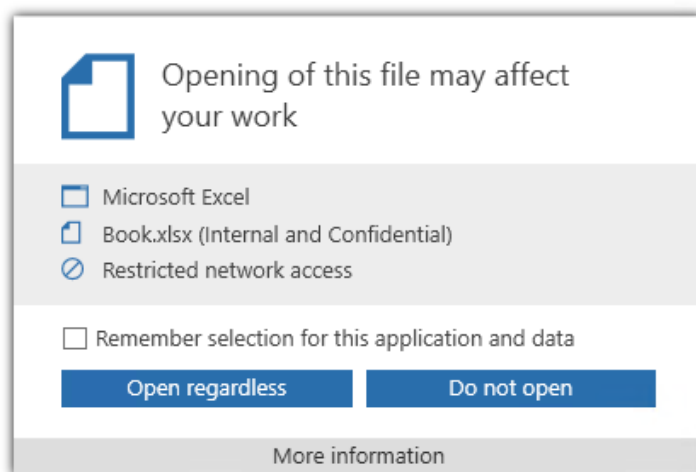 Opening of this file may affect
your work
Microsoft Excel
Book.xlsx (Internal and Confidential)
Restricted network access
Remember selection for this application and data
Open regardless
Do not open
More information